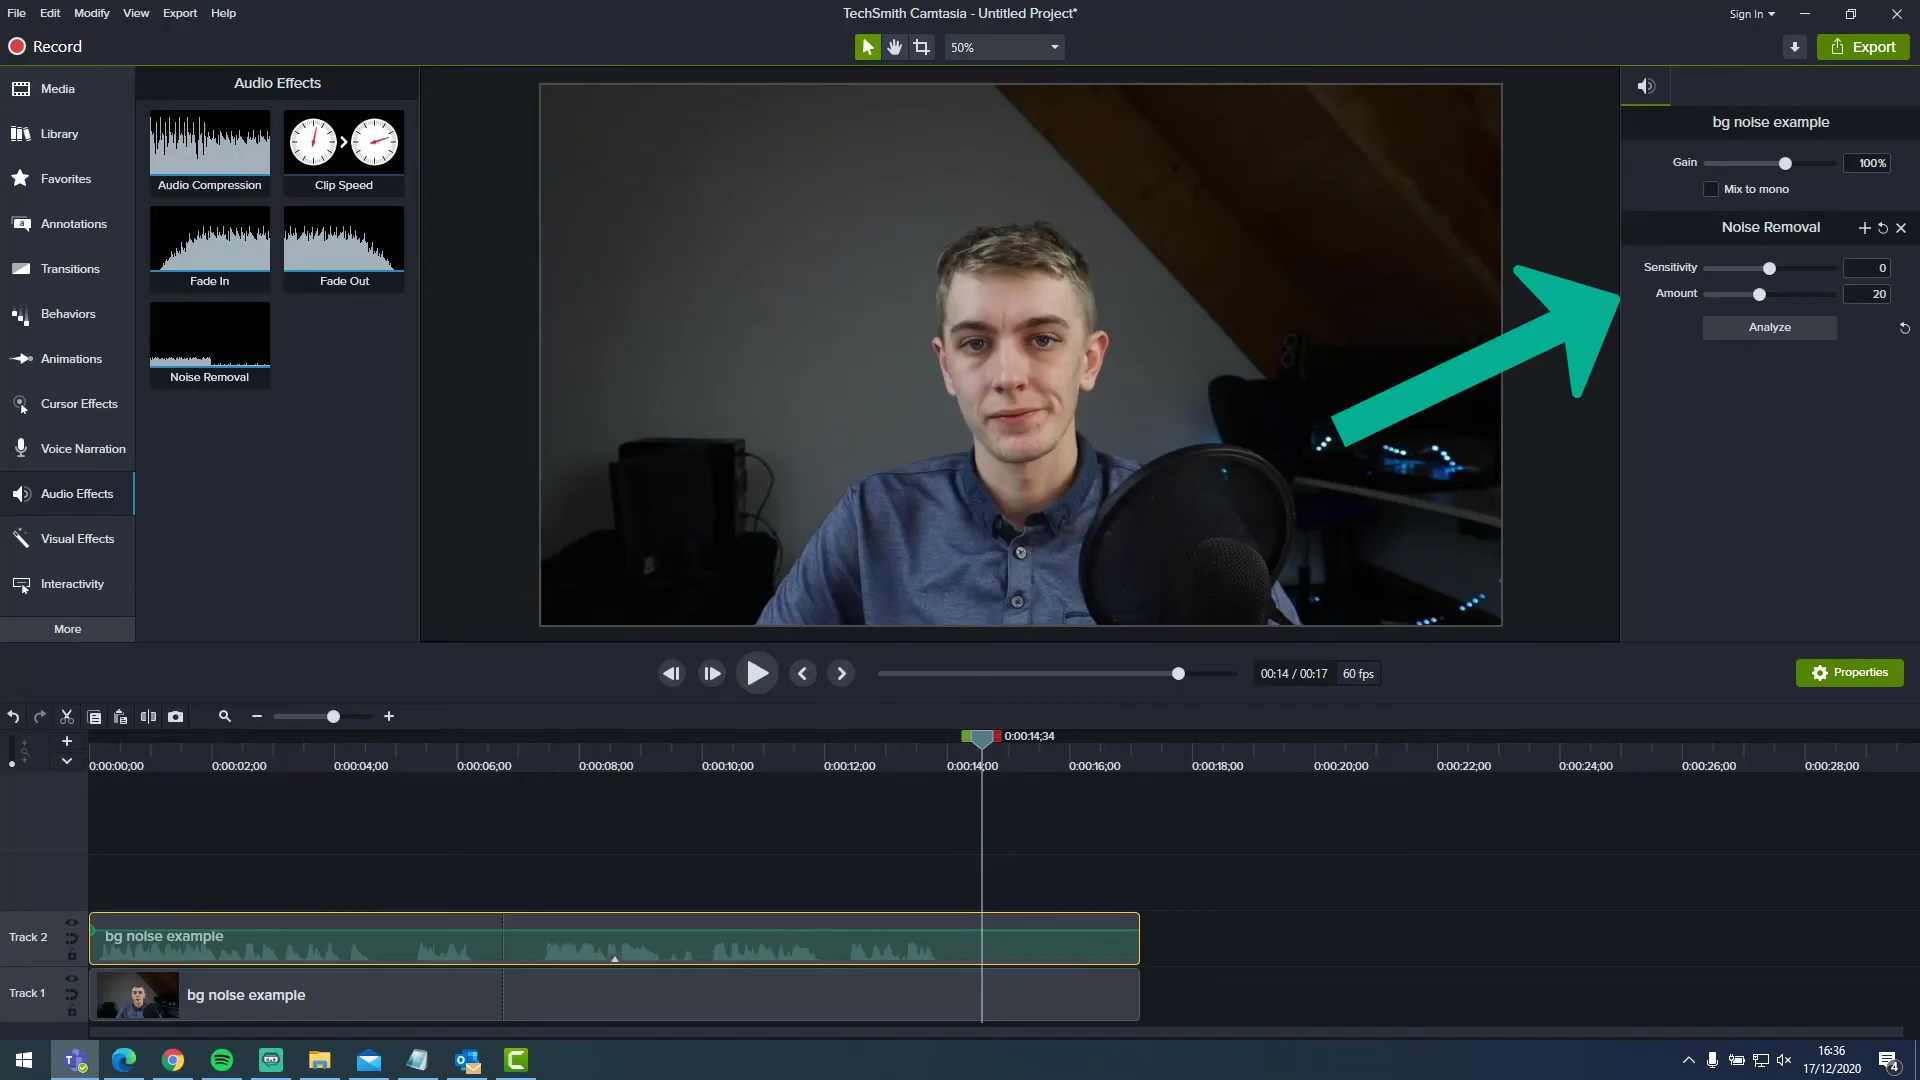 File Edit Modify View Export Help
TechSmith Camtasia - Untitled Project*
Sign In
Record
50%
Export
Media
Library
Favorites
Annotations
Transitions
Behaviors
Animations
Cursor Effects
Voice Narration
Audio Effects
Visual Effects
Interactivity
More
Audio Effects
Audio Compression
Clip Speed
Fade In
Fade Out
Noise Removal
bg noise example
Gain 100%
Mix to mono
Noise Removal
Sensitivity 0
Amount 20
Analyze
00:14 / 00:17 60 fps
Properties
0:00:14;34
0:00:00;00 0:00:02;00 0:00:04;00 0:00:06;00 0:00:08;00 0:00:10;00 0:00:12;00 0:00:14;00 0:00:16;00 0:00:18;00 0:00:20;00 0:00:22;00 0:00:24;00 0:00:26;00 0:00:28;00
Track 2
bg noise example
Track 1
bg noise example
16:36
17/12/2020
4